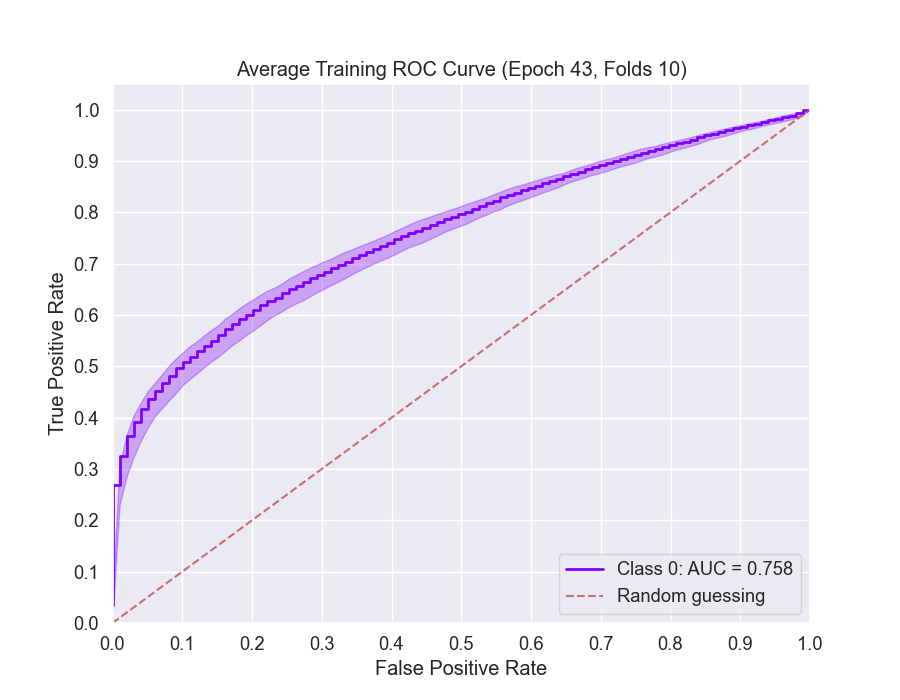 Average Training ROC Curve (Epoch 43, Folds 10)
True Positive Rate
1.0
0.9
0.8
0.7
0.6
0.5
0.4
0.3
0.2
0.1
0.0
Class 0: AUC = 0.758
Random guessing
0.0 0.1 0.2 0.3 0.4 0.5 0.6 0.7 0.8 0.9 1.0
False Positive Rate